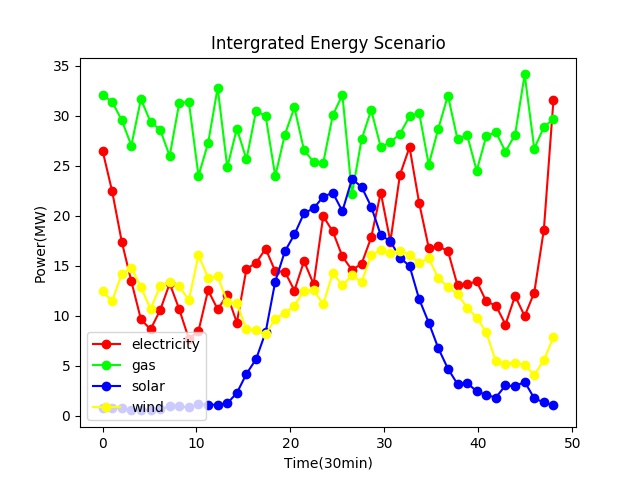 Intergrated Energy Scenario
35
30
25
20
15
10
5
0
Power(MW)
electricity
gas
solar
wind
0 10 20 30 40 50
Time(30min)